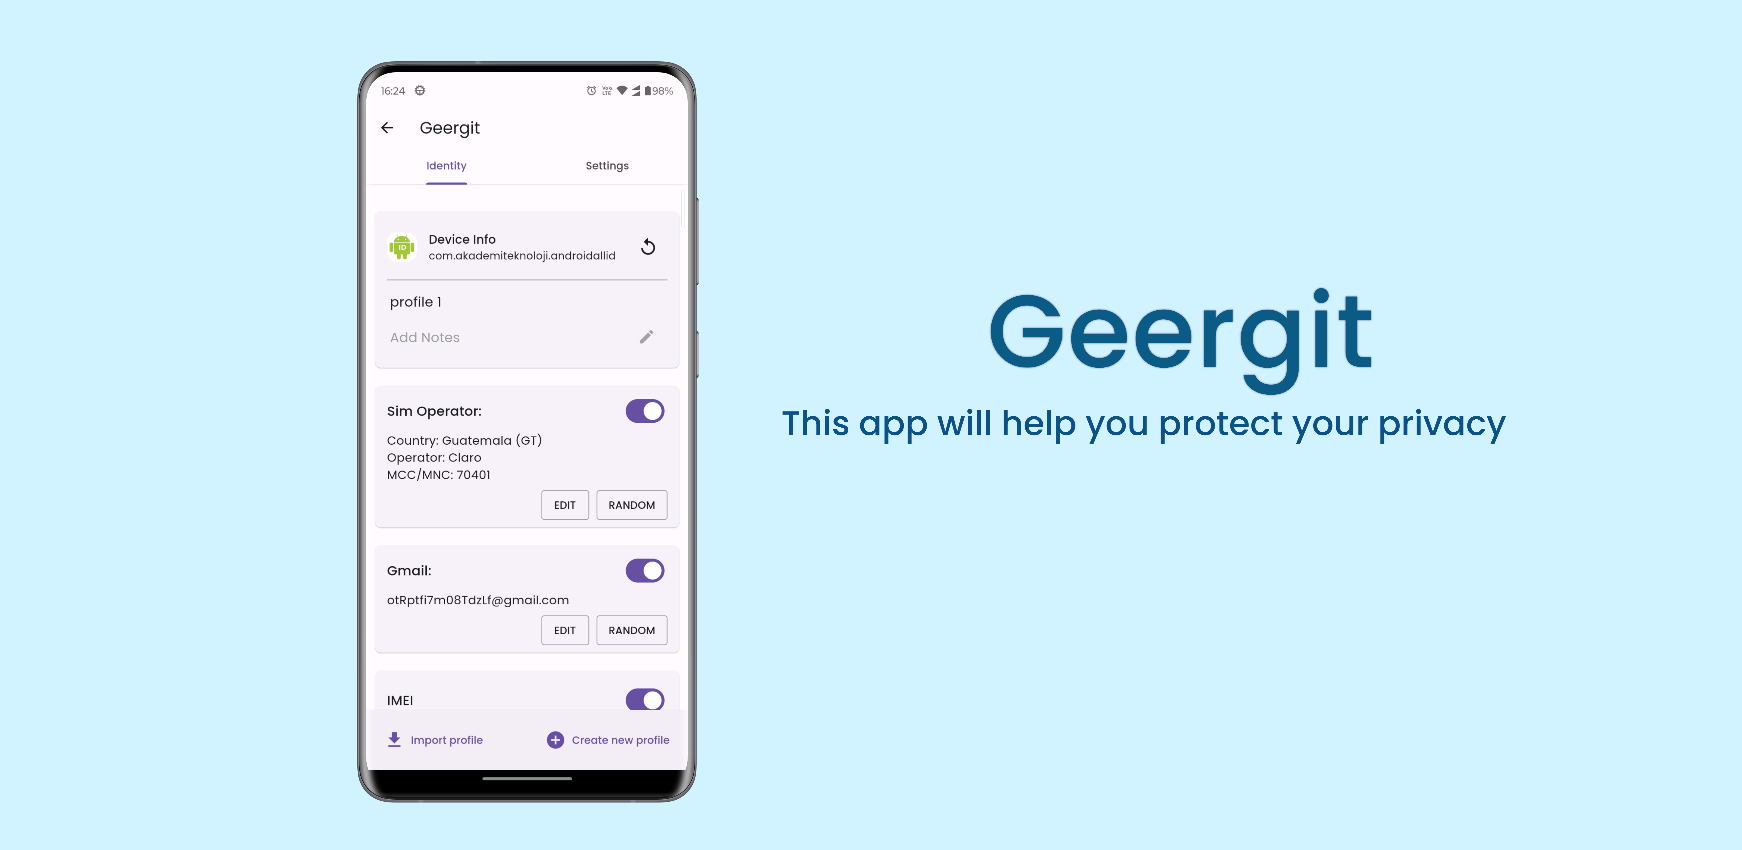 16:24
98%
Geergit
Identity
Settings
ID
Device Info
com.akademiteknoloji.androidallid
profile 1
Add Notes
Sim Operator:
Country: Guatemala (GT)
Operator: Claro
MCC/MNC: 70401
EDIT
RANDOM
Gmail:
otRptfi7m08TdzLf@gmail.com
EDIT
RANDOM
IMEI
Import profile
Create new profile
Geergit
This app will help you protect your privacy